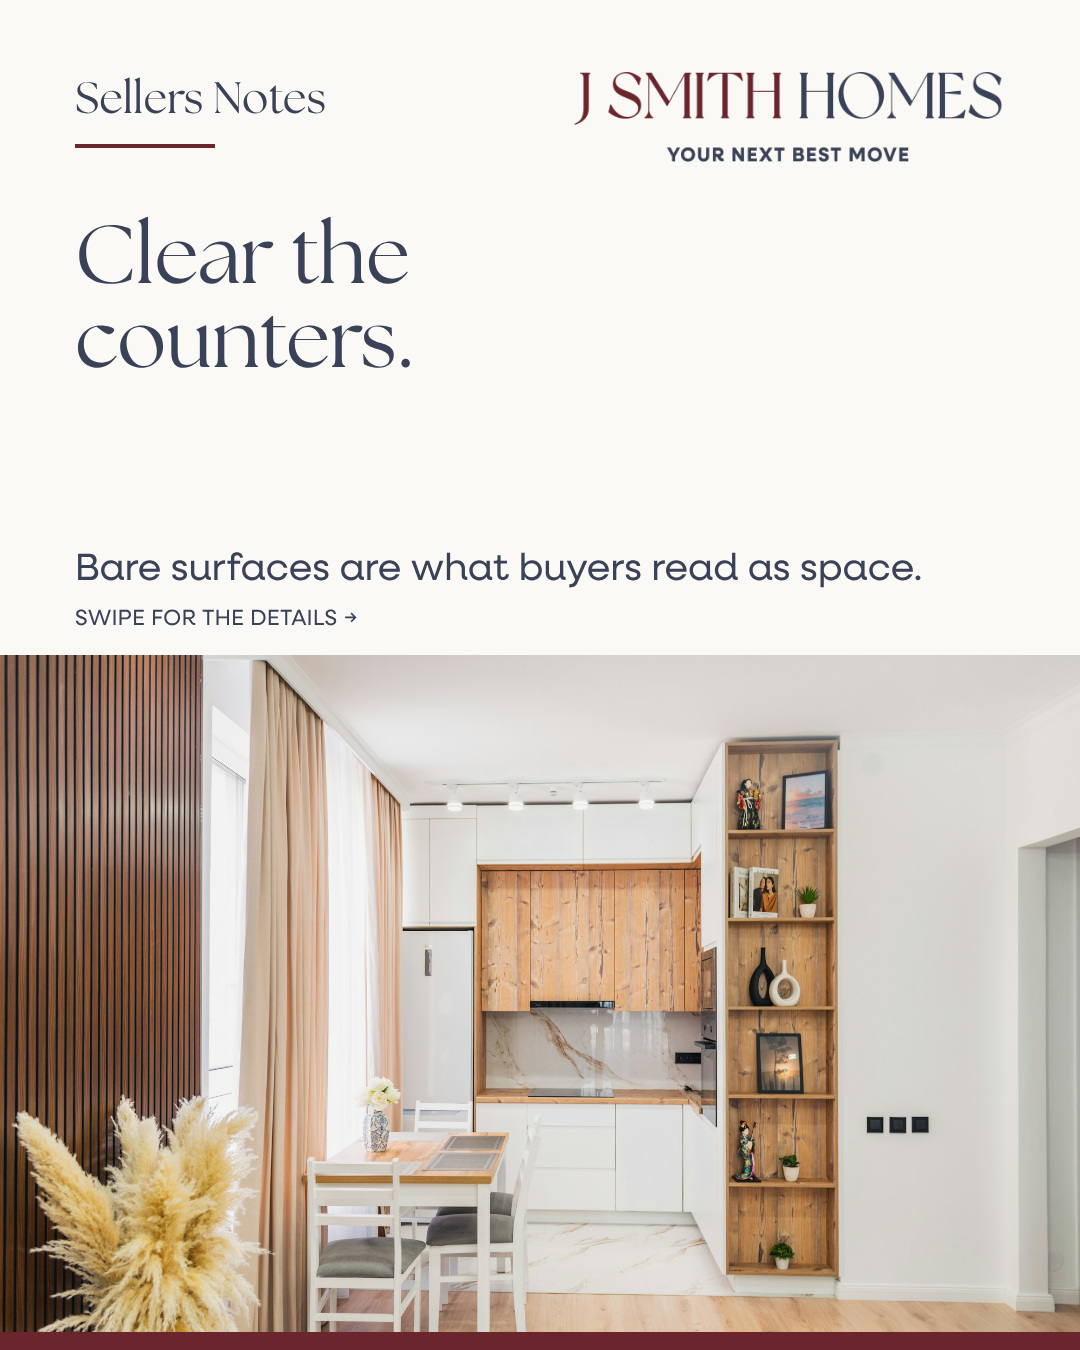 Sellers Notes
J SMITH HOMES
YOUR NEXT BEST MOVE
Clear the
counters.
Bare surfaces are what buyers read as space.
SWIPE FOR THE DETAILS →